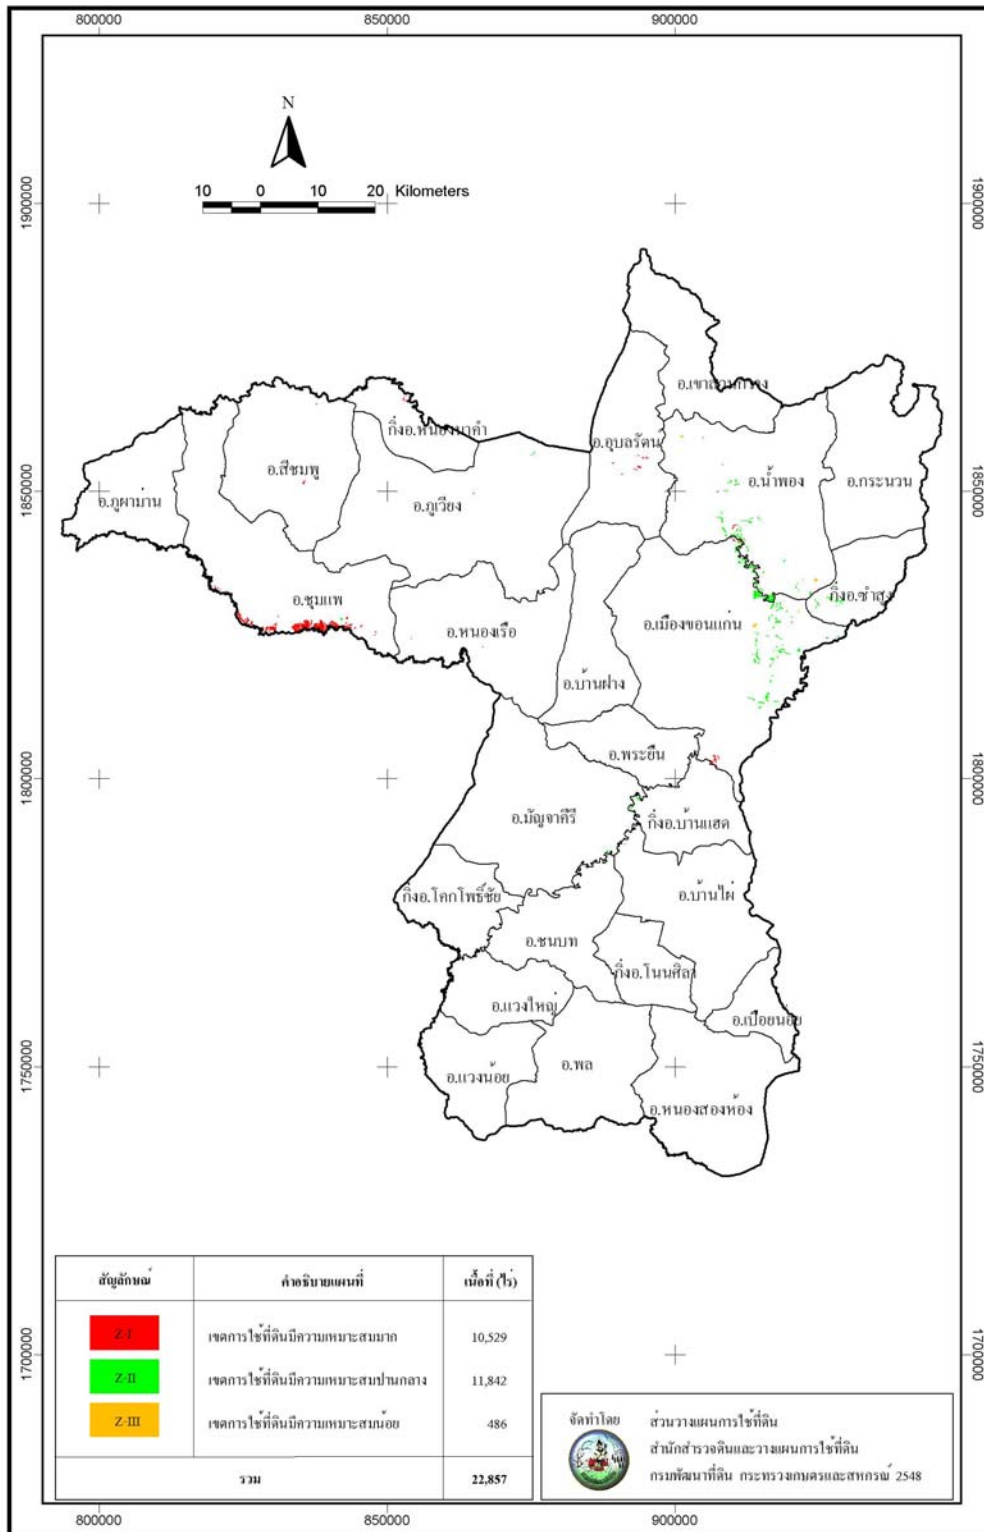 800000 850000 900000
N
10 0 10 20 Kilometers
1900000 1900000
อ.เขาสวนกวาง
กิ่งอ.หนองนาคำ
อ.อุบลรัตน์
อ.สีชมพู
อ.น้ำพอง
อ.กระนวน
อ.ภูผาม่าน
อ.ภูเวียง
1850000 1850000
อ.ชุมแพ
กิ่งอ.ซำสูง
อ.หนองเรือ
อ.เมืองขอนแก่น
อ.บ้านฝาง
อ.พระยืน
1800000 1800000
อ.มัญจาคีรี
กิ่งอ.บ้านแฮด
กิ่งอ.โคกโพธิ์ชัย
อ.บ้านไผ่
อ.ชนบท
กิ่งอ.โนนศิลา
อ.แวงใหญ่
อ.เปือยน้อย
อ.แวงน้อย
อ.พล
1750000 1750000
อ.หนองสองห้อง
สัญลักษณ์ คำอธิบายแผนที่ เนื้อที่ (ไร่)
Z-I เขตการใช้ที่ดินมีความเหมาะสมมาก 10,529
Z-II เขตการใช้ที่ดินมีความเหมาะสมปานกลาง 11,842
Z-III เขตการใช้ที่ดินมีความเหมาะสมน้อย 486
รวม 22,857
1700000 1700000
จัดทำโดย ส่วนวางแผนการใช้ที่ดิน
สำนักสำรวจดินและวางแผนการใช้ที่ดิน
กรมพัฒนาที่ดิน กระทรวงเกษตรและสหกรณ์ 2548
800000 850000 900000